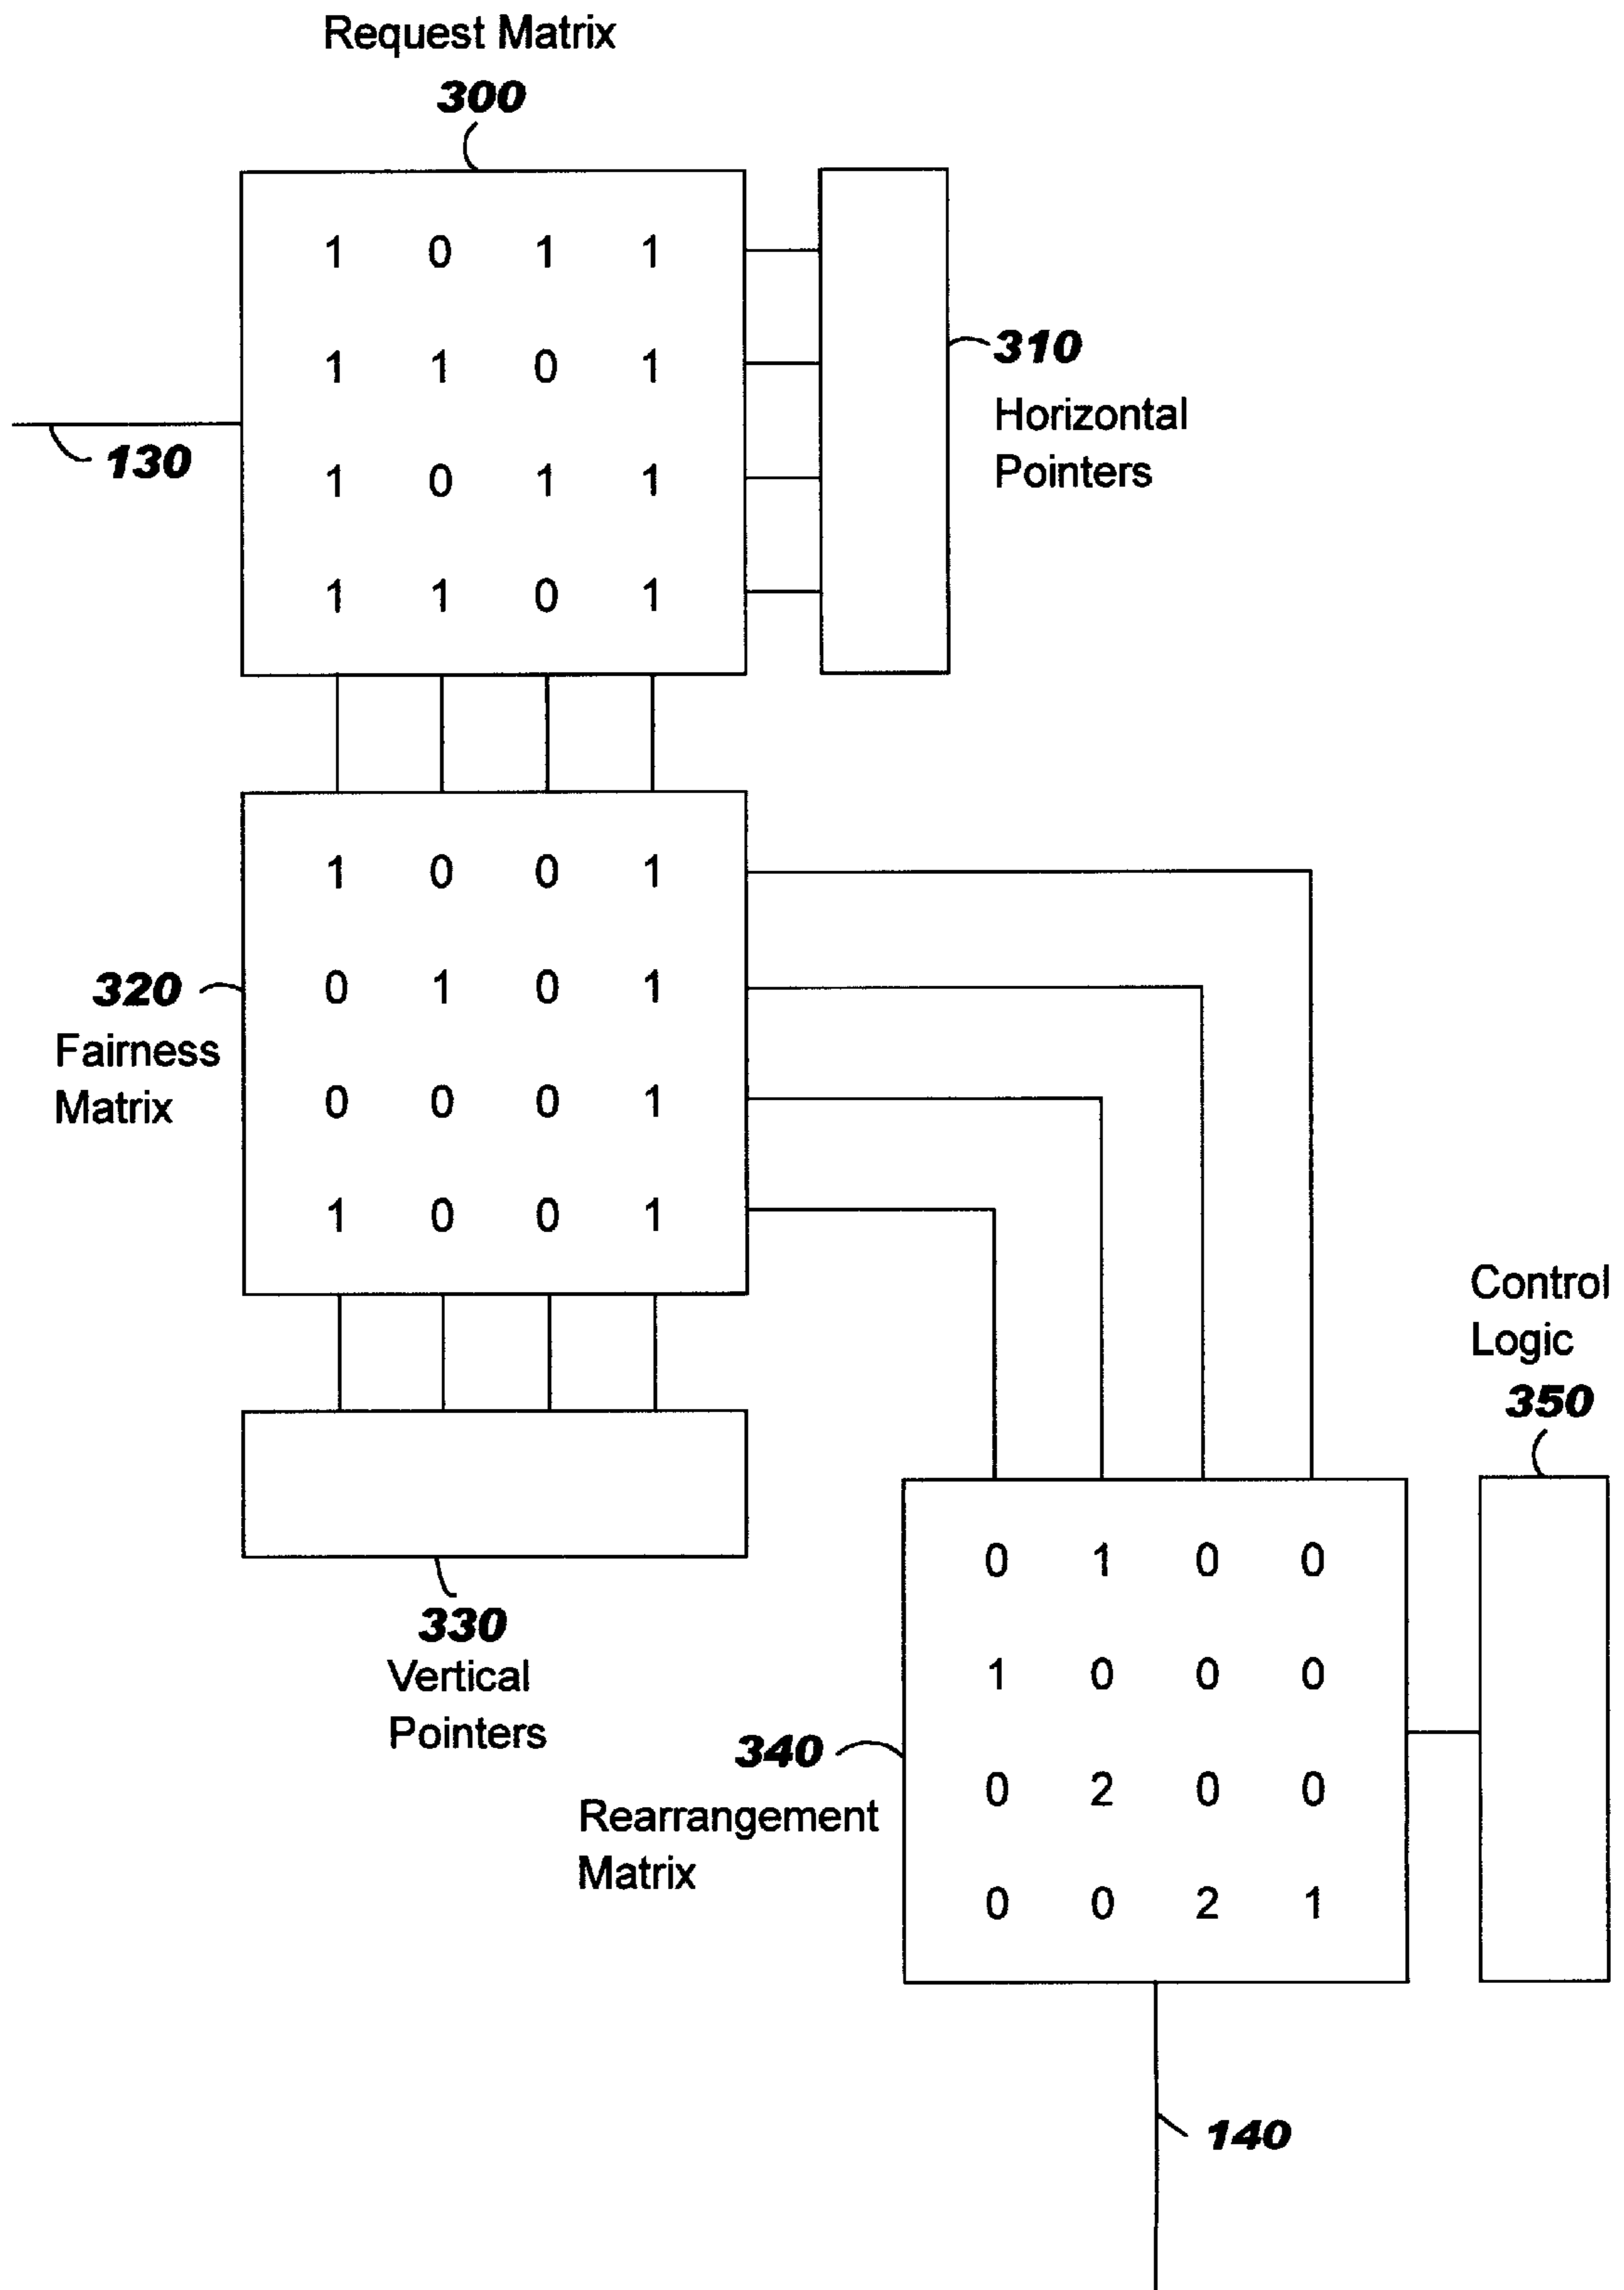 Request Matrix
300
1 0 1 1
1 1 0 1
1 0 1 1
1 1 0 1
130
310
Horizontal
Pointers
1 0 0 1
0 1 0 1
0 0 0 1
1 0 0 1
320
Fairness
Matrix
330
Vertical
Pointers
Control
Logic
350
0 1 0 0
1 0 0 0
0 2 0 0
0 0 2 1
340
Rearrangement
Matrix
140